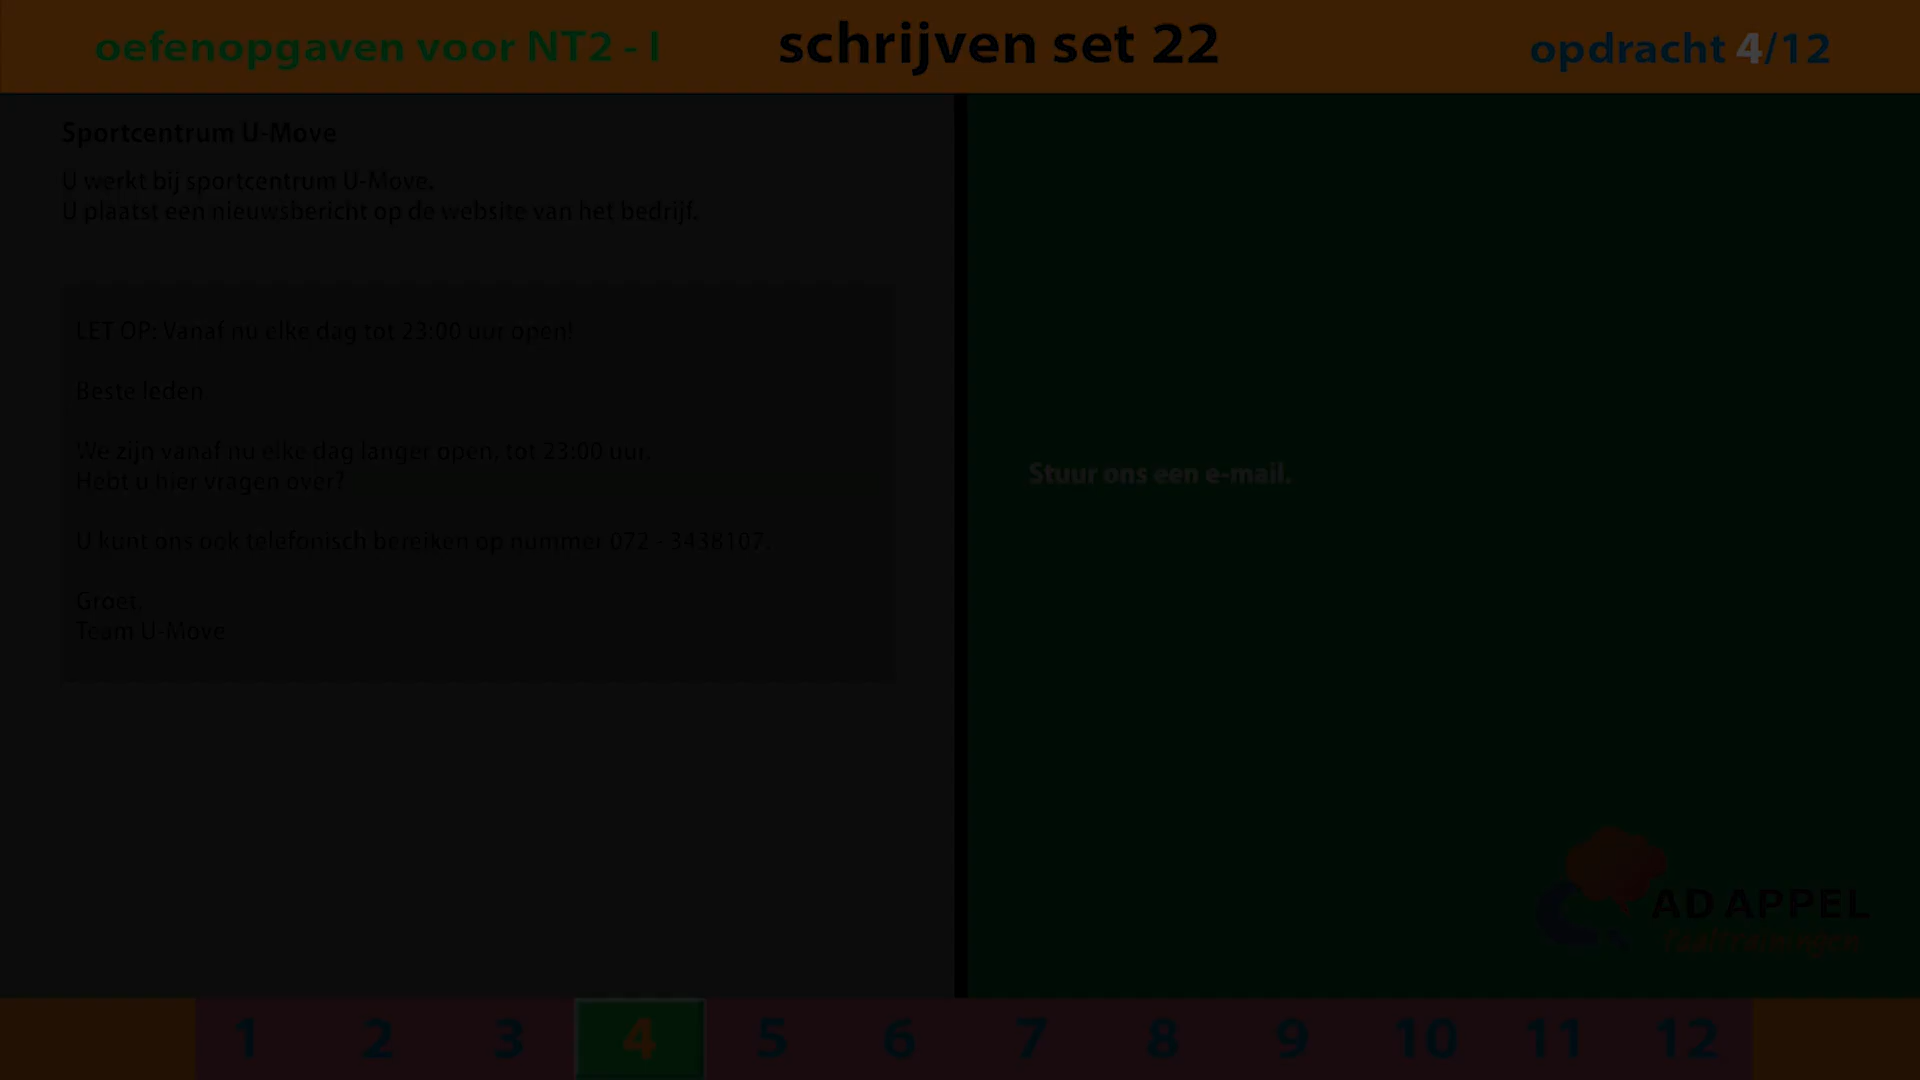 oefenopgaven voor NT2 - I
schrijven set 22
opdracht 4/12
Sportcentrum U-Move
U werkt bij sportcentrum U-Move.
U plaatst een nieuwsbericht op de website van het bedrijf.
LET OP: Vanaf nu elke dag tot 23:00 uur open!
Beste leden
We zijn vanaf nu elke dag langer open, tot 23:00 uur.
Hebt u hier vragen over?
U kunt ons ook telefonisch bereiken op nummer 072 - 3438107.
Groet,
Team U-Move
Stuur ons een e-mail.
AD APPEL
taaltrainingen
1 2 3 4 5 6 7 8 9 10 11 12